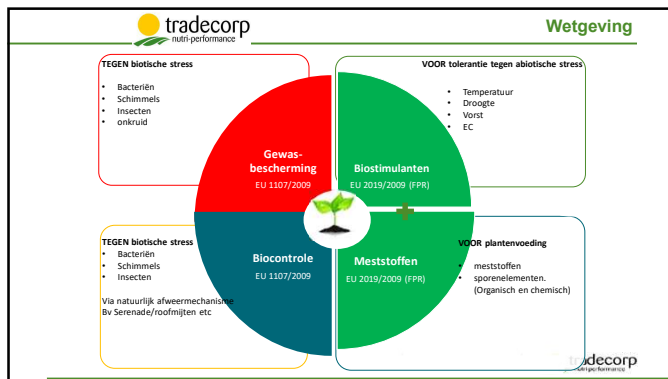 tradecorp
nutri-performance
Wetgeving
TEGEN biotische stress
• Bacteriën
• Schimmels
• Insecten
• onkruid
VOOR tolerantie tegen abiotische stress
• Temperatuur
• Droogte
• Vorst
• EC
Gewas-
bescherming
EU 1107/2009
Biostimulanten
EU 2019/2009 (FPR)
TEGEN biotische stress
• Bacteriën
• Schimmels
• Insecten
Via natuurlijk afweermechanisme
Bv Serenade/roofmijten etc
Biocontrole
EU 1107/2009
Meststoffen
EU 2019/2009 (FPR)
VOOR plantenvoeding
• meststoffen
• sporenelementen.
(Organisch en chemisch)
tradecorp
nutri-performance